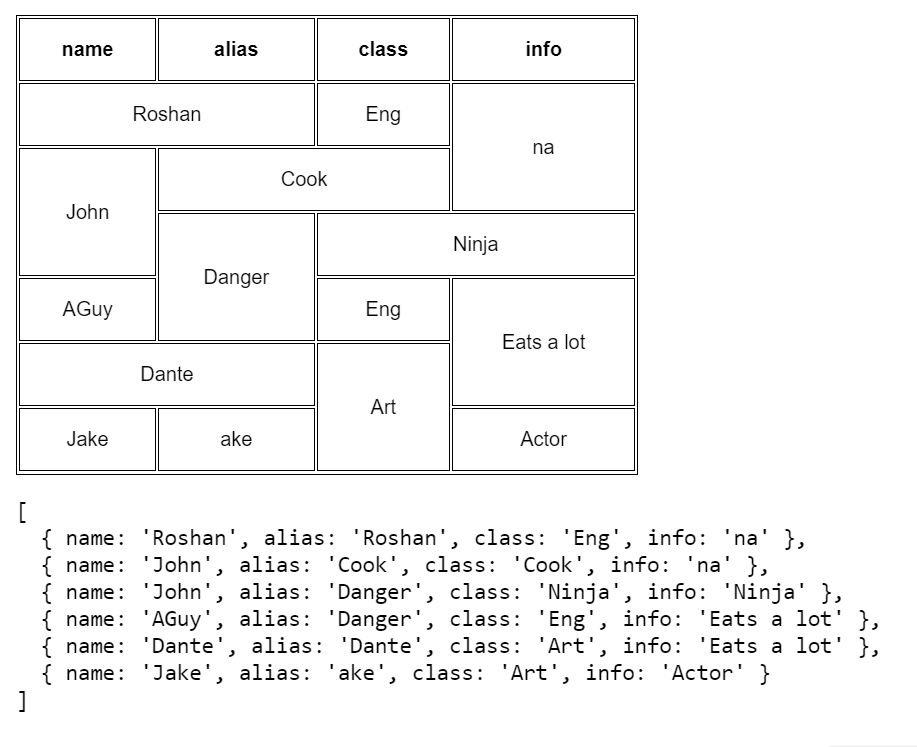 name alias class info
Roshan Eng
na
Cook
John
Ninja
Danger
AGuy Eng
Eats a lot
Dante
Art
Jake ake Actor
[
  { name: 'Roshan', alias: 'Roshan', class: 'Eng', info: 'na' },
  { name: 'John', alias: 'Cook', class: 'Cook', info: 'na' },
  { name: 'John', alias: 'Danger', class: 'Ninja', info: 'Ninja' },
  { name: 'AGuy', alias: 'Danger', class: 'Eng', info: 'Eats a lot' },
  { name: 'Dante', alias: 'Dante', class: 'Art', info: 'Eats a lot' },
  { name: 'Jake', alias: 'ake', class: 'Art', info: 'Actor' }
]